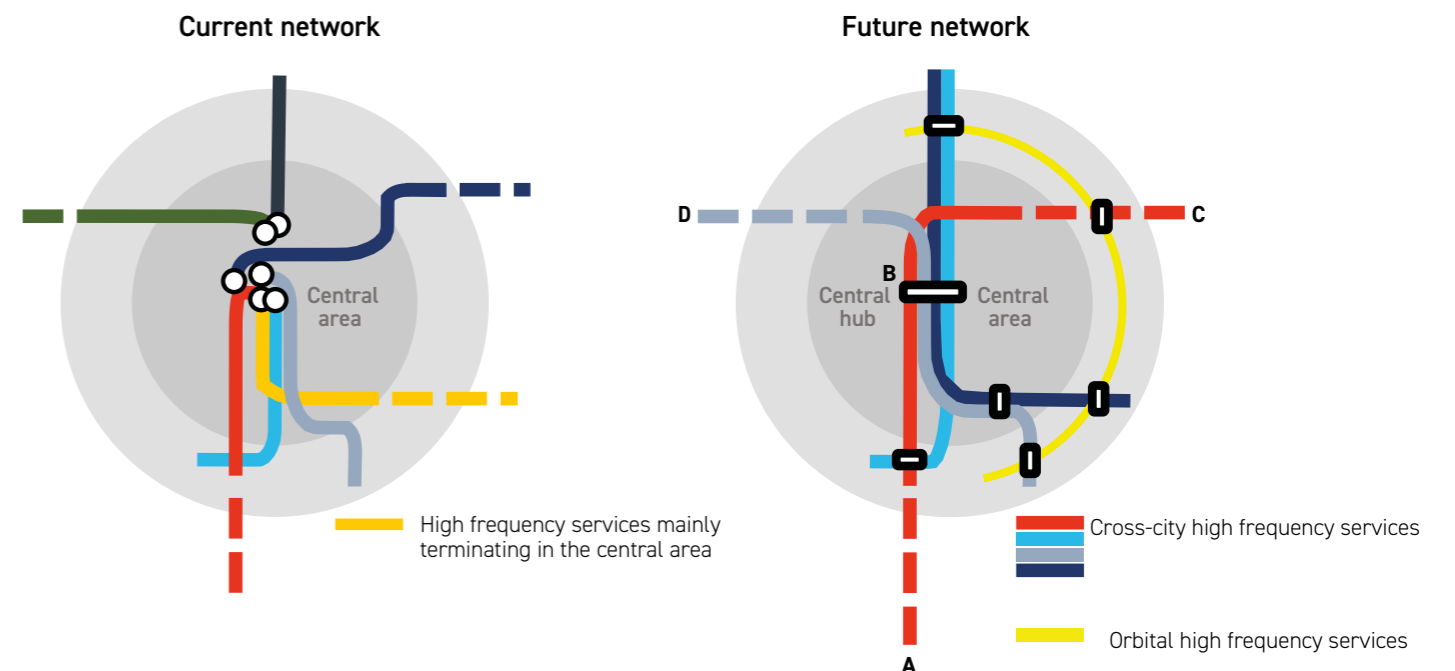 Current network
Central
area
High frequency services mainly
terminating in the central area
Future network
D
C
B
Central
hub
Central
area
Cross-city high frequency services
Orbital high frequency services
A